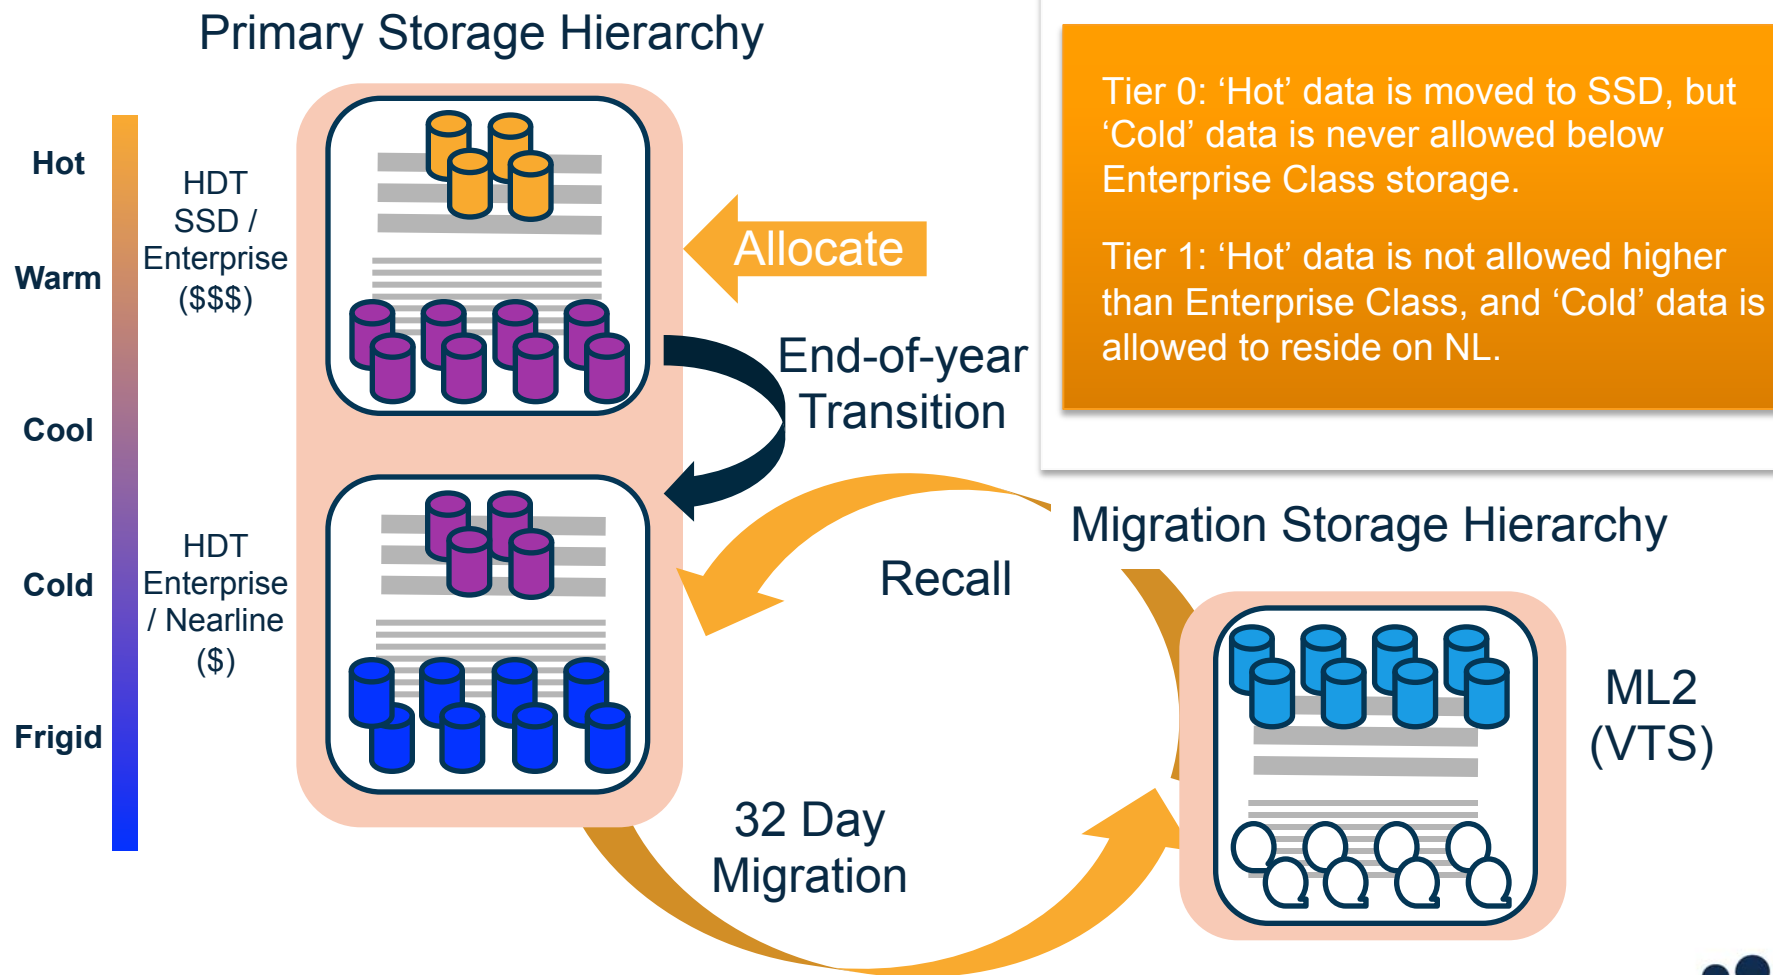 Primary Storage Hierarchy
Tier 0: ‘Hot’ data is moved to SSD, but
‘Cold’ data is never allowed below
Enterprise Class storage.
Tier 1: ‘Hot’ data is not allowed higher
than Enterprise Class, and ‘Cold’ data is
allowed to reside on NL.
Hot
Warm
Cool
Cold
Frigid
HDT
SSD /
Enterprise
($$$)
Allocate
End-of-year
Transition
HDT
Enterprise
/ Nearline
($)
Recall
Migration Storage Hierarchy
ML2
(VTS)
32 Day
Migration